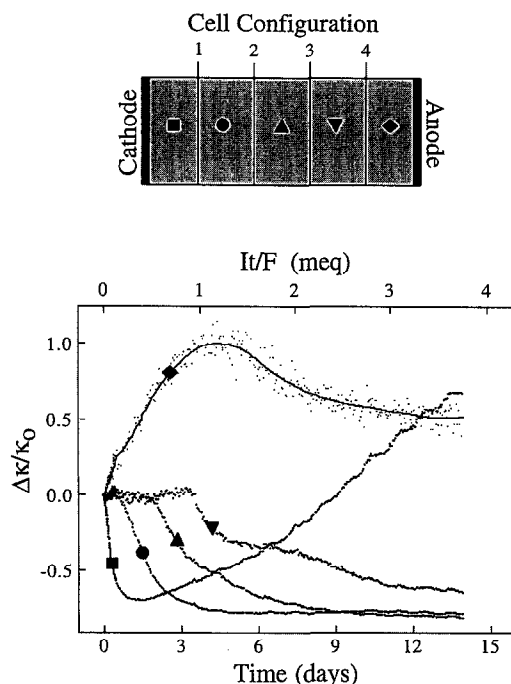 Cell Configuration
1 2 3 4
Cathode
Anode
It/F (meq)
0 1 2 3 4
1.0
0.5
0.0
-0.5
Δκ/κo
0 3 6 9 12 15
Time (days)